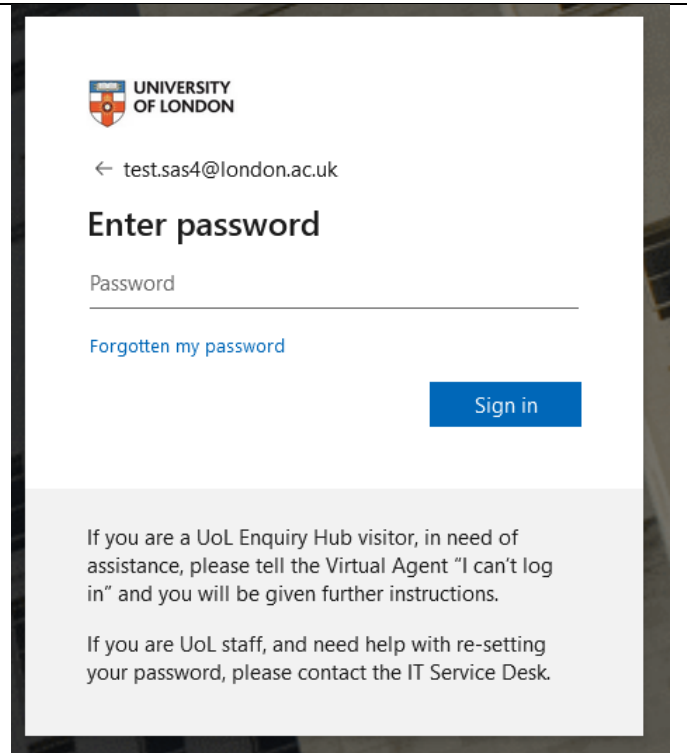 UNIVERSITY
OF LONDON
← test.sas4@london.ac.uk
Enter password
Password
Forgotten my password
Sign in
If you are a UoL Enquiry Hub visitor, in need of
assistance, please tell the Virtual Agent “I can’t log
in” and you will be given further instructions.
If you are UoL staff, and need help with re-setting
your password, please contact the IT Service Desk.